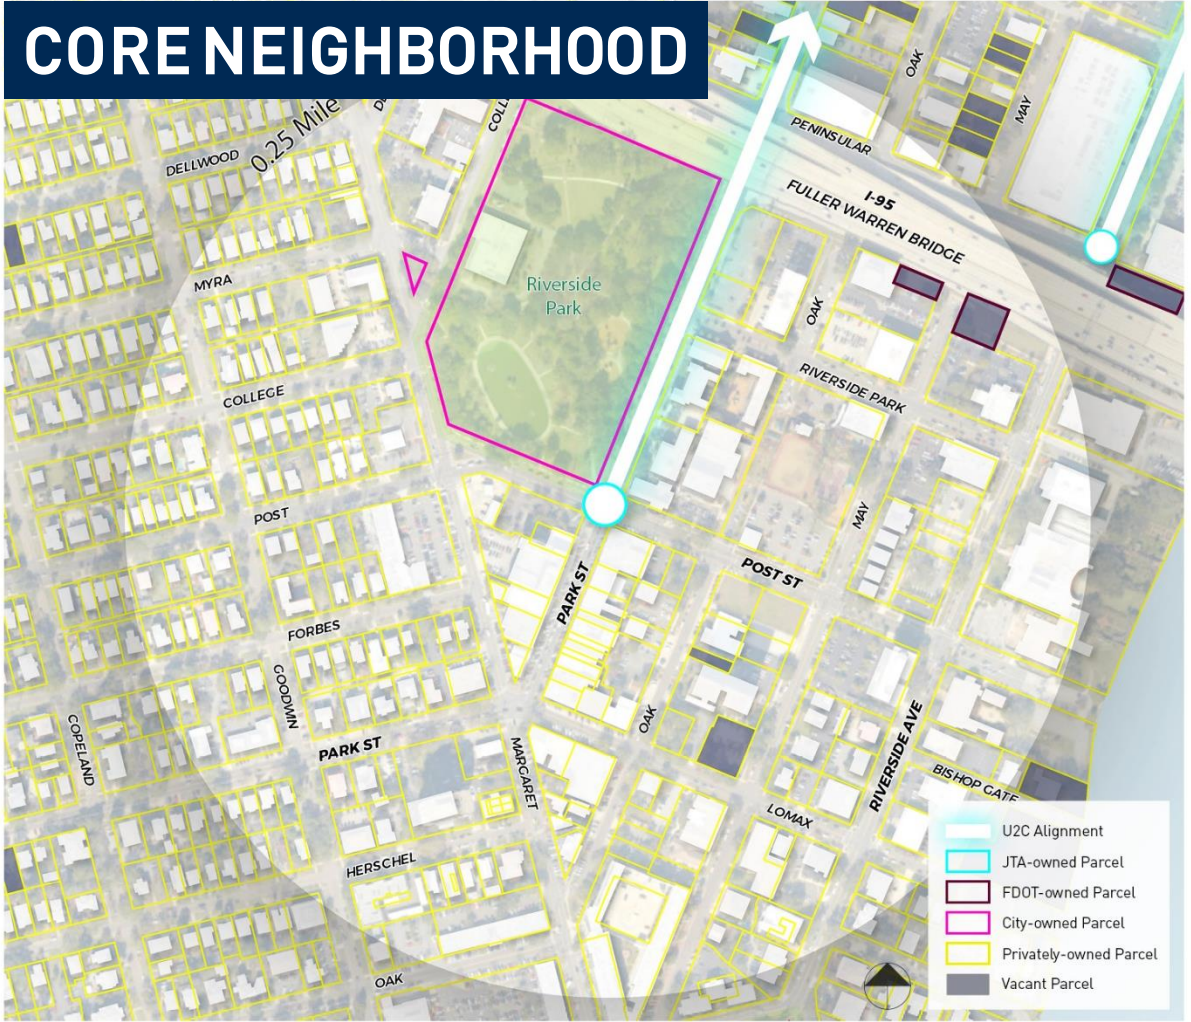 CORE NEIGHBORHOOD
OAK
MAY
0.25 Mile
PENINSULAR
DELLWOOD
I-95
FULLER WARREN BRIDGE
MYRA
Riverside
Park
OAK
COLLEGE
RIVERSIDE PARK
POST
MAY
POST ST
PARK ST
FORBES
GOODWIN
COPELAND
OAK
PARK ST
MARGARET
RIVERSIDE AVE
BISHOP GATE
LOMAX
HERSCHEL
OAK
U2C Alignment
JTA-owned Parcel
FDOT-owned Parcel
City-owned Parcel
Privately-owned Parcel
Vacant Parcel